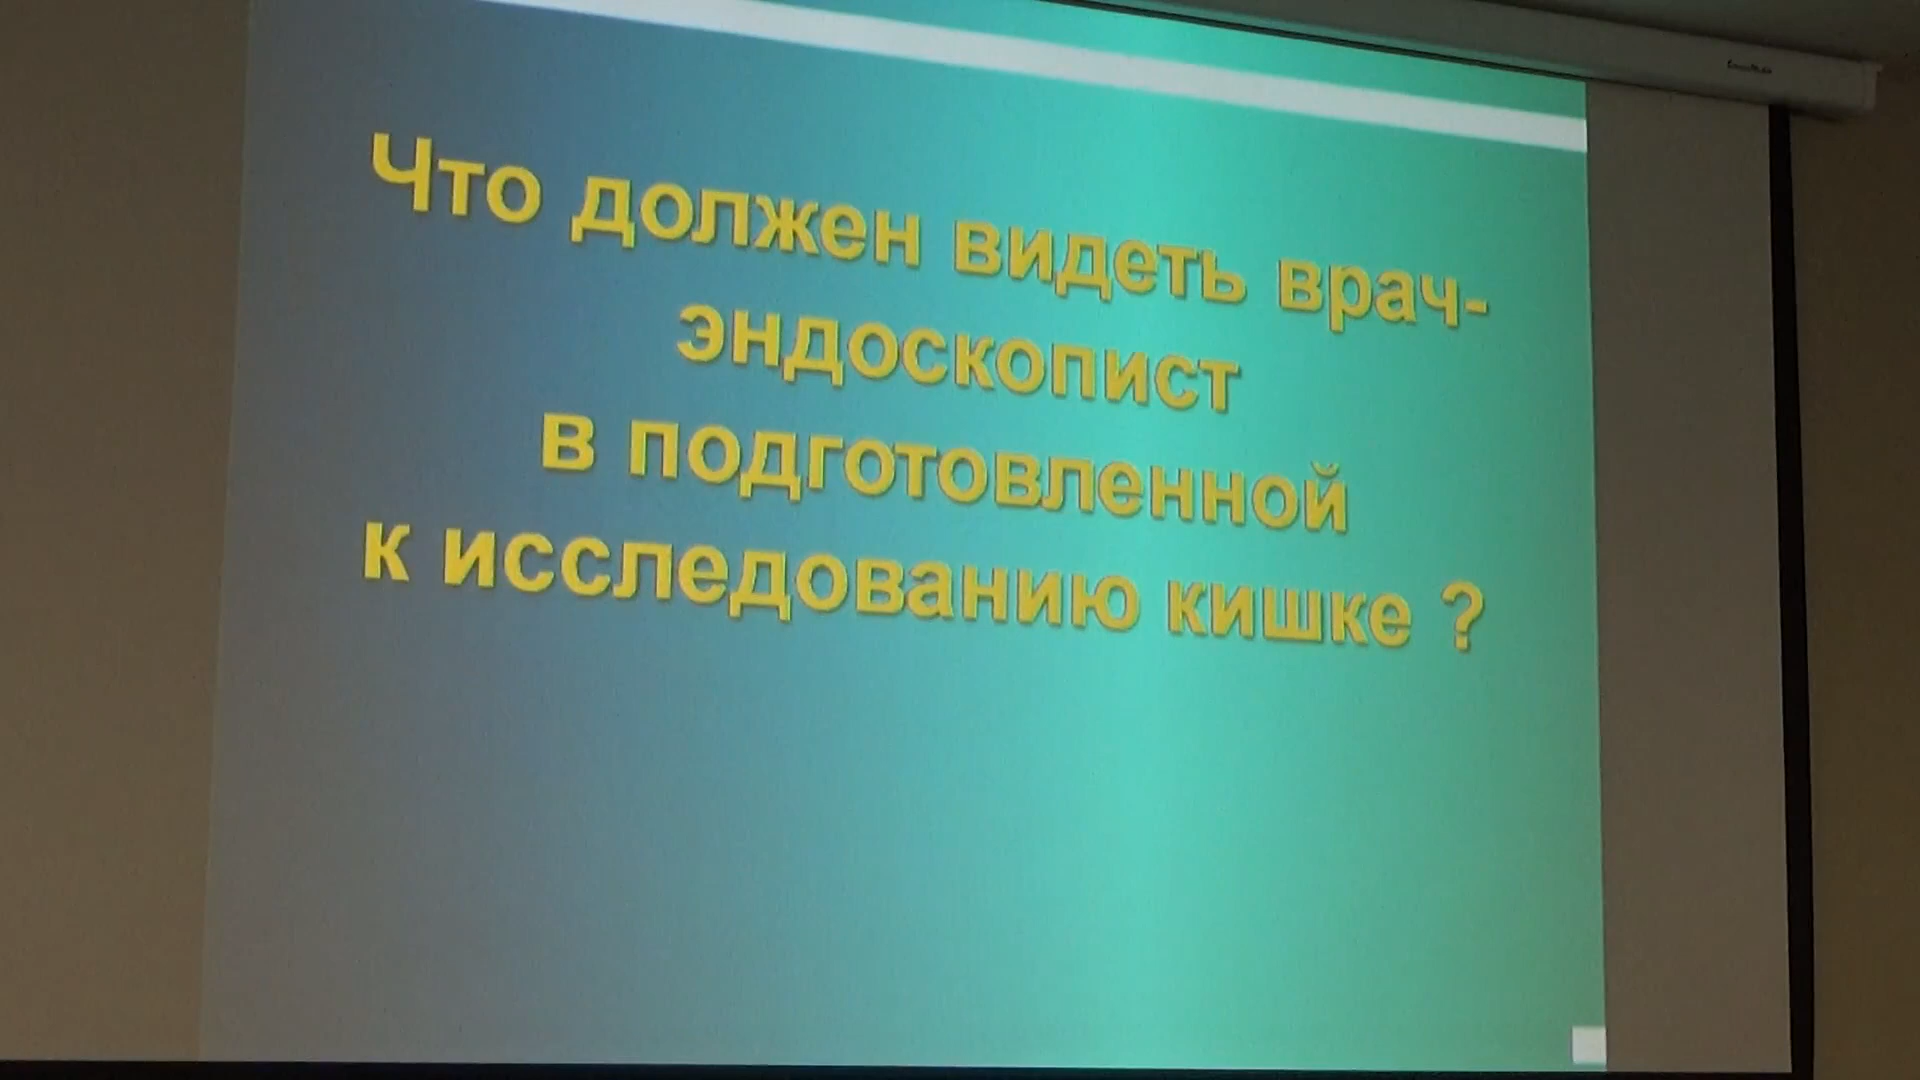 Что должен видеть врач-
эндоскопист
в подготовленной
к исследованию кишке ?